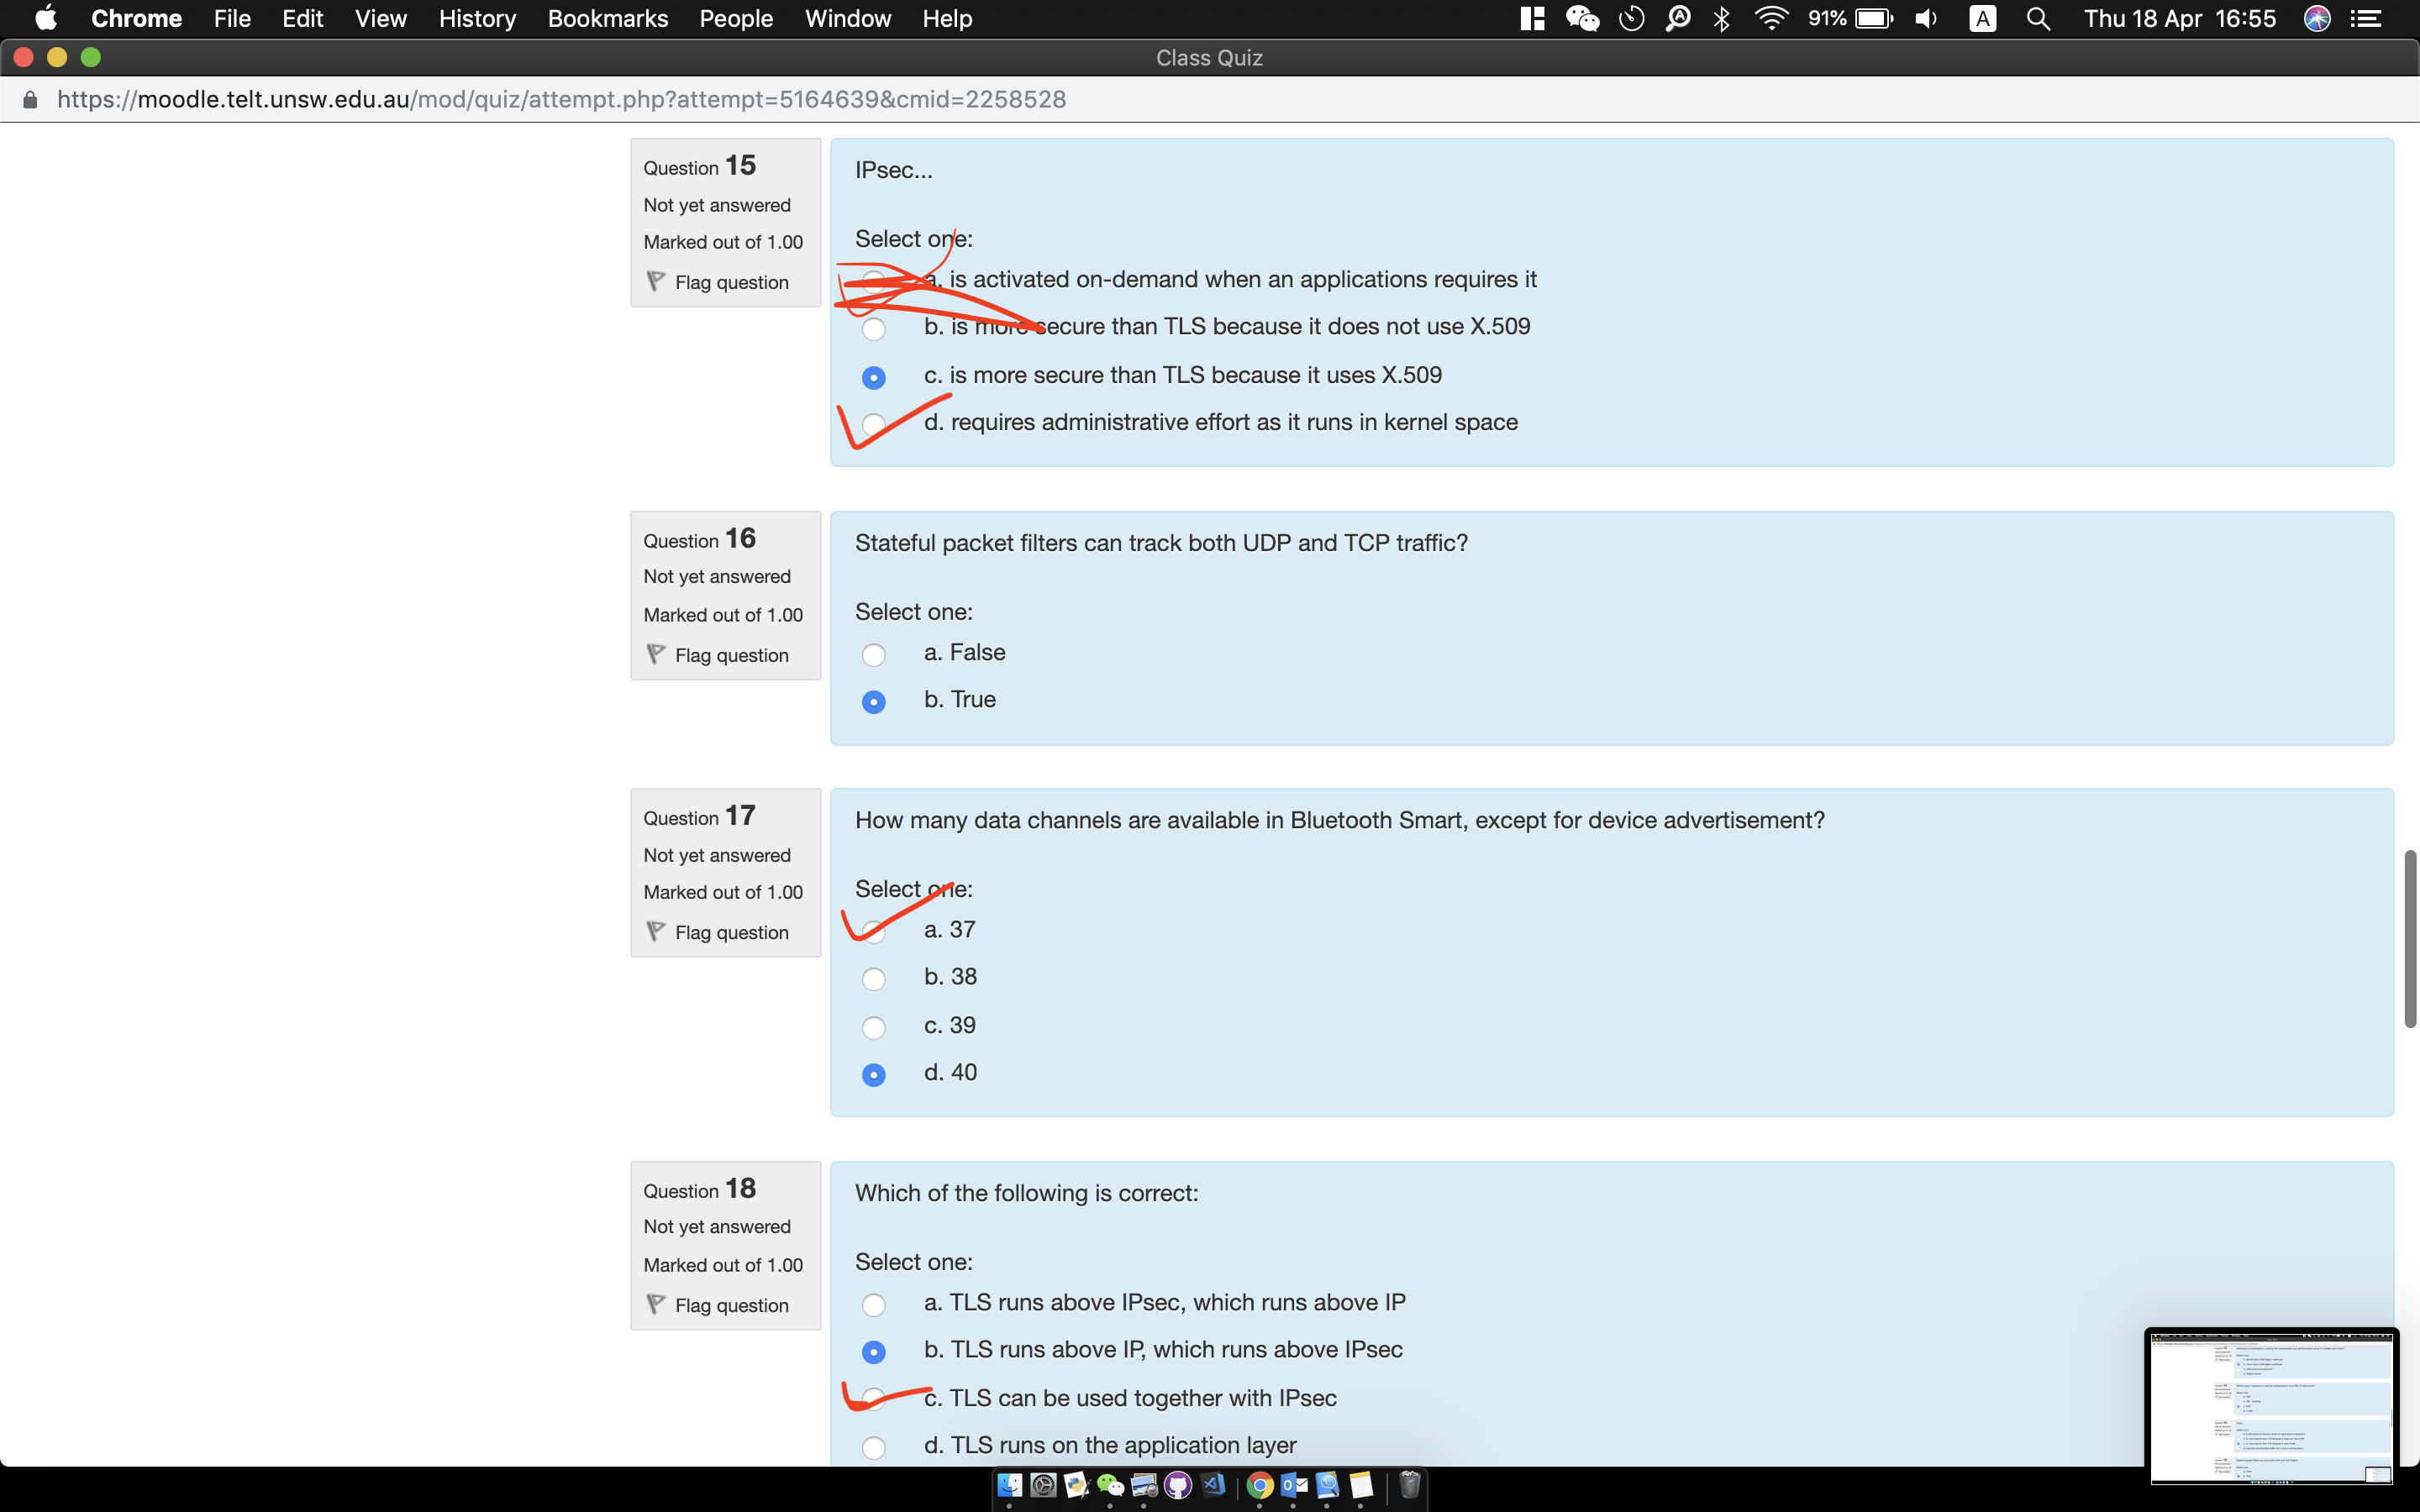 Chrome File Edit View History Bookmarks People Window Help 91% A Thu 18 Apr 16:55
Class Quiz
https://moodle.telt.unsw.edu.au/mod/quiz/attempt.php?attempt=5164639&cmid=2258528
Question 15
Not yet answered
Marked out of 1.00
Flag question
IPsec...
Select one:
a. is activated on-demand when an applications requires it
b. is more secure than TLS because it does not use X.509
c. is more secure than TLS because it uses X.509
d. requires administrative effort as it runs in kernel space
Question 16
Not yet answered
Marked out of 1.00
Flag question
Stateful packet filters can track both UDP and TCP traffic?
Select one:
a. False
b. True
Question 17
Not yet answered
Marked out of 1.00
Flag question
How many data channels are available in Bluetooth Smart, except for device advertisement?
Select one:
a. 37
b. 38
c. 39
d. 40
Question 18
Not yet answered
Marked out of 1.00
Flag question
Which of the following is correct:
Select one:
a. TLS runs above IPsec, which runs above IP
b. TLS runs above IP, which runs above IPsec
c. TLS can be used together with IPsec
d. TLS runs on the application layer